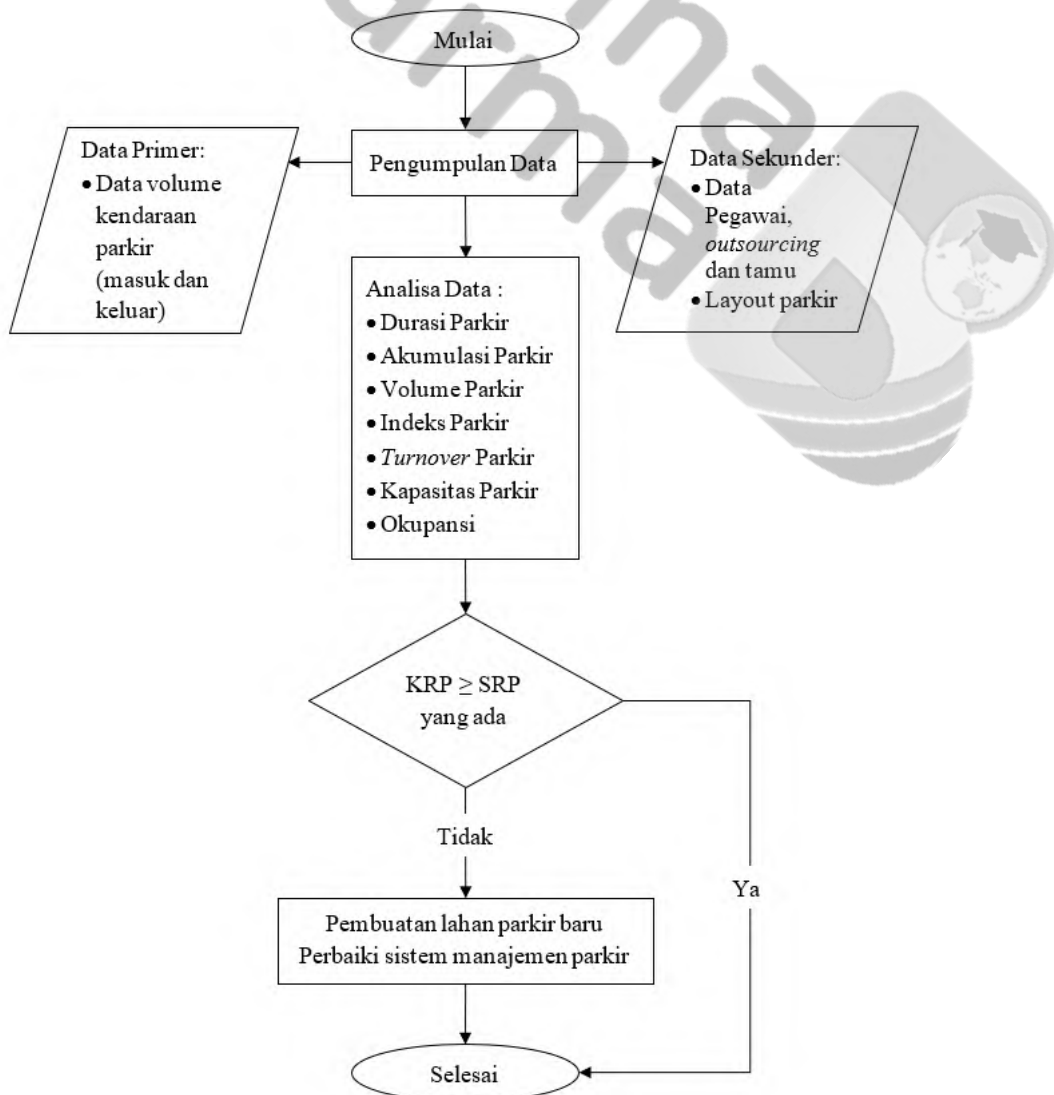 Mulai
Pengumpulan Data
Data Primer:
• Data volume
kendaraan
parkir
(masuk dan
keluar)
Data Sekunder:
• Data
Pegawai,
outsourcing
dan tamu
• Layout parkir
Analisa Data :
• Durasi Parkir
• Akumulasi Parkir
• Volume Parkir
• Indeks Parkir
• Turnover Parkir
• Kapasitas Parkir
• Okupansi
KRP ≥ SRP
yang ada
Tidak
Ya
Pembuatan lahan parkir baru
Perbaiki sistem manajemen parkir
Selesai